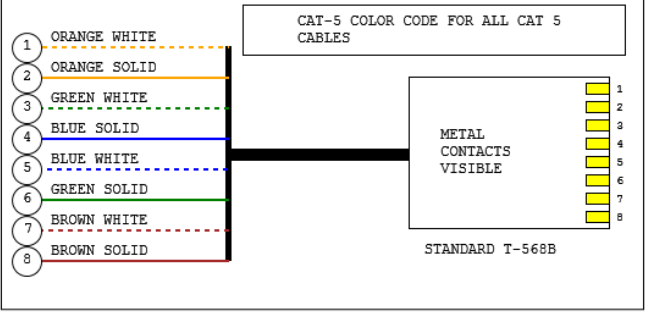 CAT-5 COLOR CODE FOR ALL CAT 5
CABLES
1 ORANGE WHITE
2 ORANGE SOLID
3 GREEN WHITE
4 BLUE SOLID
5 BLUE WHITE
6 GREEN SOLID
7 BROWN WHITE
8 BROWN SOLID
METAL
CONTACTS
VISIBLE
1
2
3
4
5
6
7
8
STANDARD T-568B